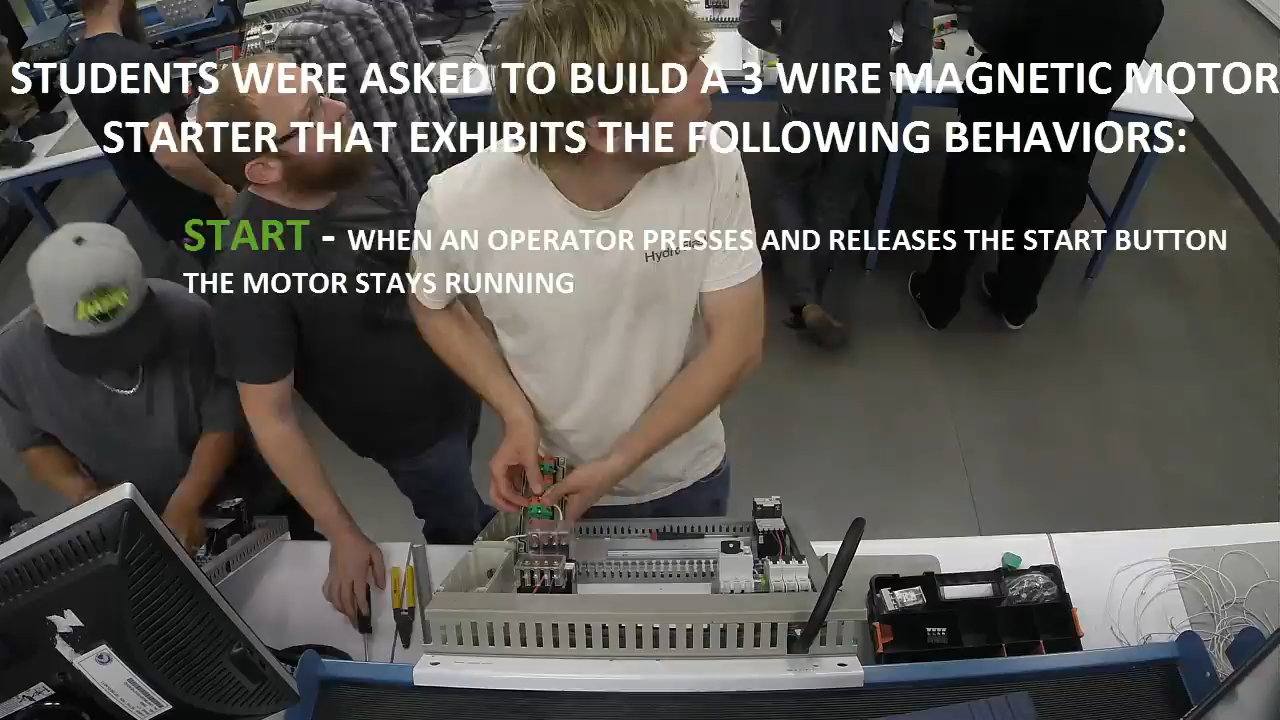 STUDENTS WERE ASKED TO BUILD A 3 WIRE MAGNETIC MOTOR
STARTER THAT EXHIBITS THE FOLLOWING BEHAVIORS:
START - WHEN AN OPERATOR PRESSES AND RELEASES THE START BUTTON
THE MOTOR STAYS RUNNING